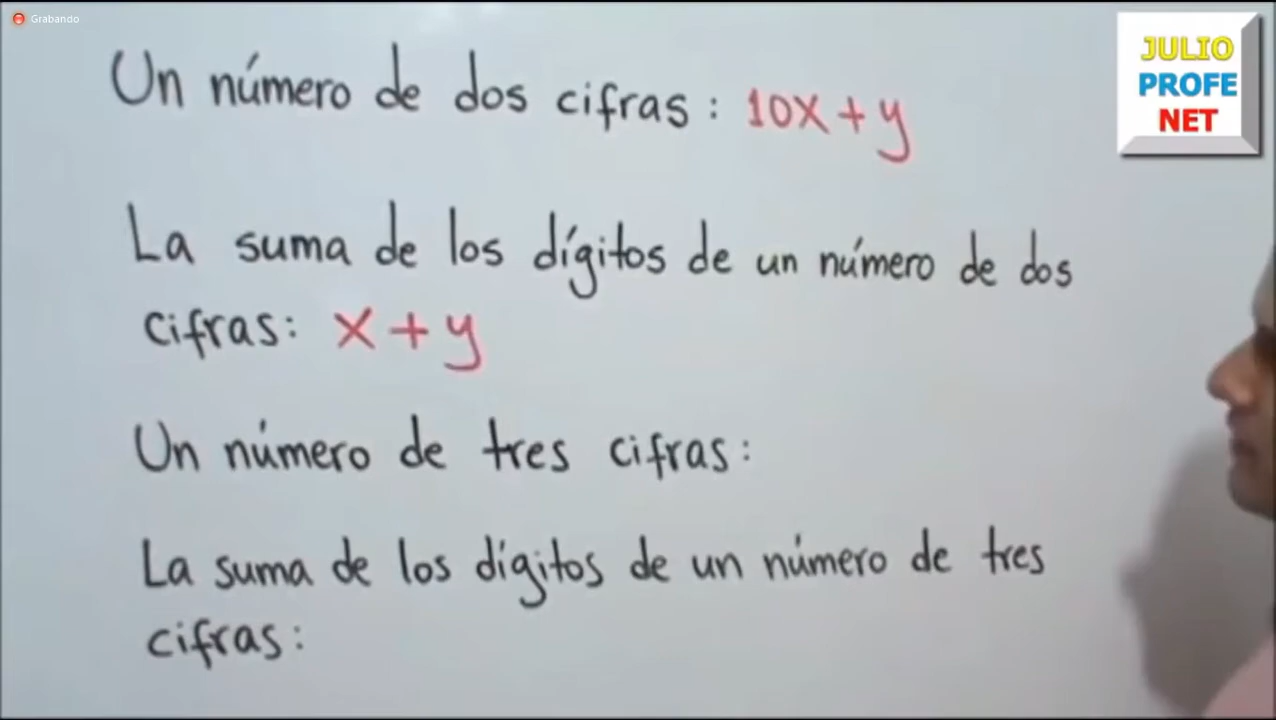 Grabando
JULIO
PROFE
NET
Un número de dos cifras: 10x + y
La suma de los dígitos de un número de dos
cifras: x + y
Un número de tres cifras:
La suma de los dígitos de un número de tres
cifras: